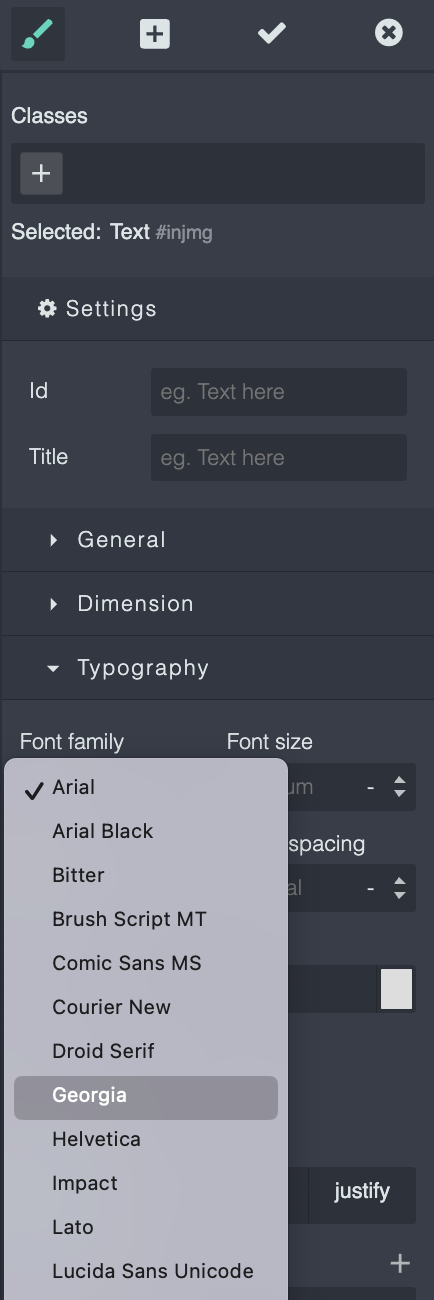 Classes
Selected: Text #injmg
Settings
Id eg. Text here
Title eg. Text here
General
Dimension
Typography
Font family Font size
Arial -
Arial Black spacing
Bitter -
Brush Script MT
Comic Sans MS
Courier New
Droid Serif
Georgia
Helvetica
Impact justify
Lato
Lucida Sans Unicode